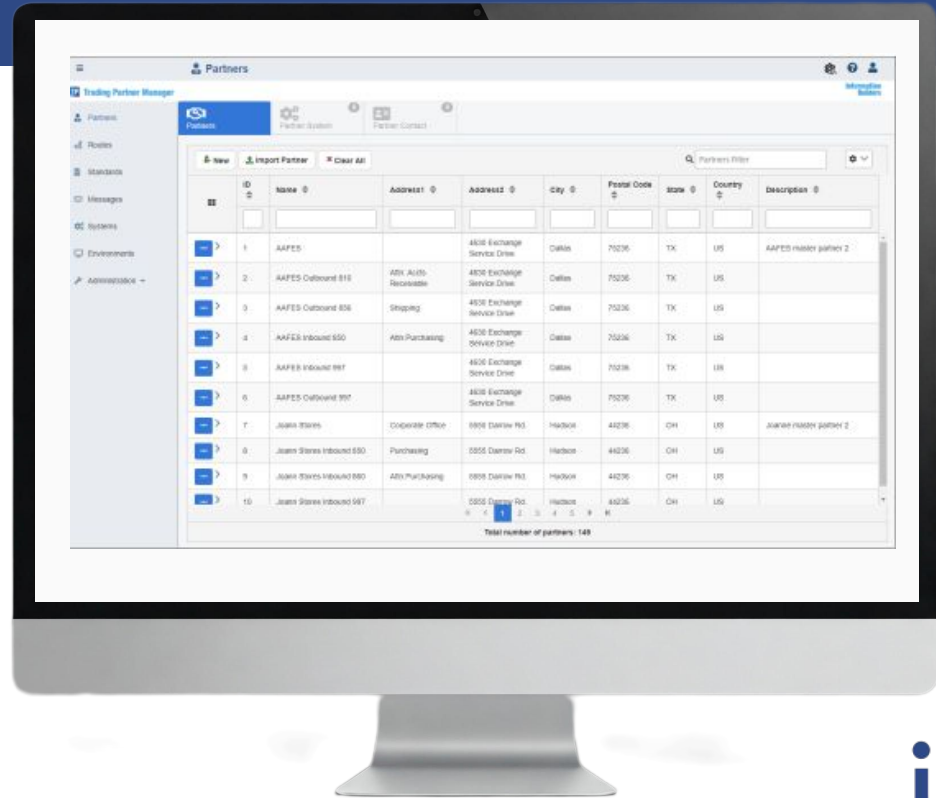 Partners
Trading Partner Manager
Information
Builders
Partners
Routes
Standards
Messages
Systems
Environments
Administration
Partners
Partner System
Partner Contact
New
Import Partner
Clear All
Partners Filter
ID Name Address1 Address2 City Postal Code State Country Description
1 AAFES 4630 Exchange Service Drive Dallas 75236 TX US AAFES master partner 2
2 AAFES Outbound 810 Attn: Accts Receivable 4630 Exchange Service Drive Dallas 75236 TX US
3 AAFES Outbound 856 Shipping 4630 Exchange Service Drive Dallas 75236 TX US
4 AAFES Inbound 850 Attn Purchasing 4630 Exchange Service Drive Dallas 75236 TX US
5 AAFES Inbound 997 4630 Exchange Service Drive Dallas 75236 TX US
6 AAFES Outbound 997 4630 Exchange Service Drive Dallas 75236 TX US
7 Joann Stores Corporate Office 5555 Darrow Rd. Hudson 44236 OH US Joanne master partner 2
8 Joann Stores Inbound 850 Purchasing 5555 Darrow Rd. Hudson 44236 OH US
9 Joann Stores Inbound 860 Attn Purchasing 5555 Darrow Rd. Hudson 44236 OH US
10 Joann Stores Inbound 997 5555 Darrow Rd. Hudson 44236 OH US
1 2 3 4 5
Total number of partners: 149